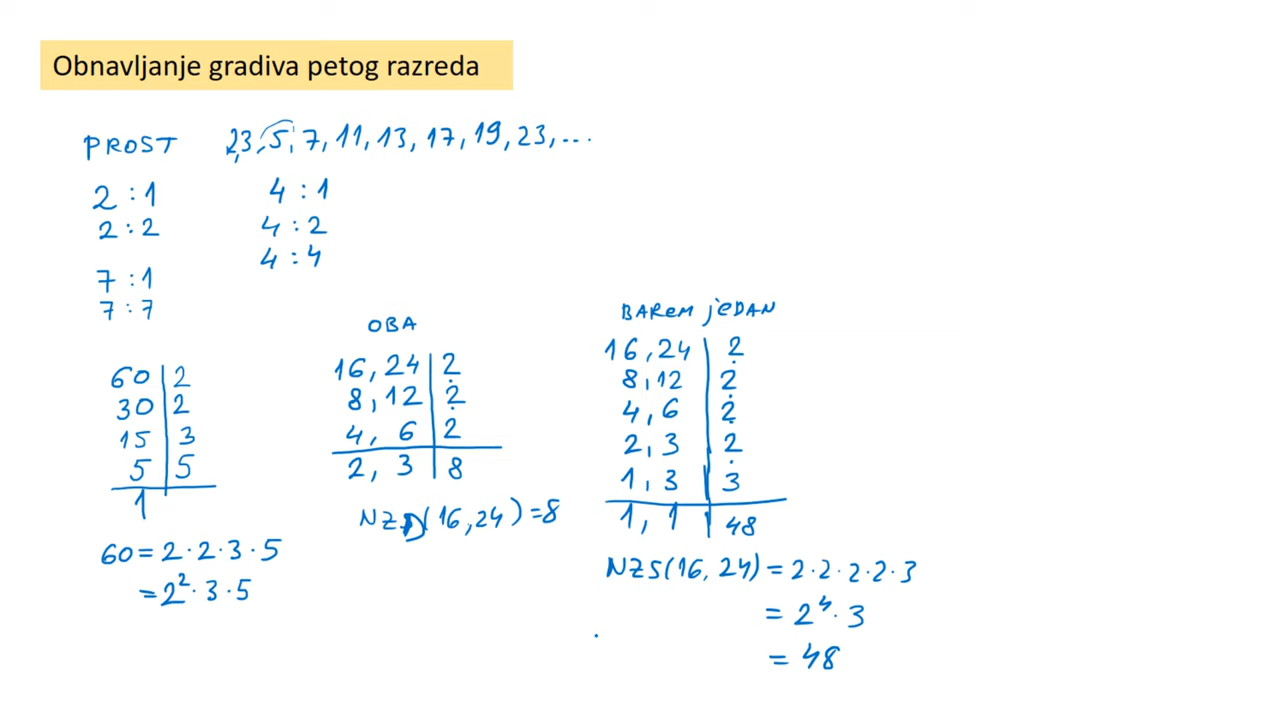 Obnavljanje gradiva petog razreda
PROST 2,3,5,7,11,13,17,19,23,...
2 : 1
2 : 2
7 : 1
7 : 7
4 : 1
4 : 2
4 : 4
60 | 2
30 | 2
15 | 3
5 | 5
1
60 = 2 · 2 · 3 · 5
= 2² · 3 · 5
OBA
16, 24 | 2
8, 12 | 2
4, 6 | 2
2, 3 | 8
NZD(16,24) = 8
BAREM jEDAN
16, 24 | 2
8, 12 | 2
4, 6 | 2
2, 3 | 2
1, 3 | 3
1, 1 | 48
NZS(16, 24) = 2 · 2 · 2 · 2 · 3
= 2⁴ · 3
= 48